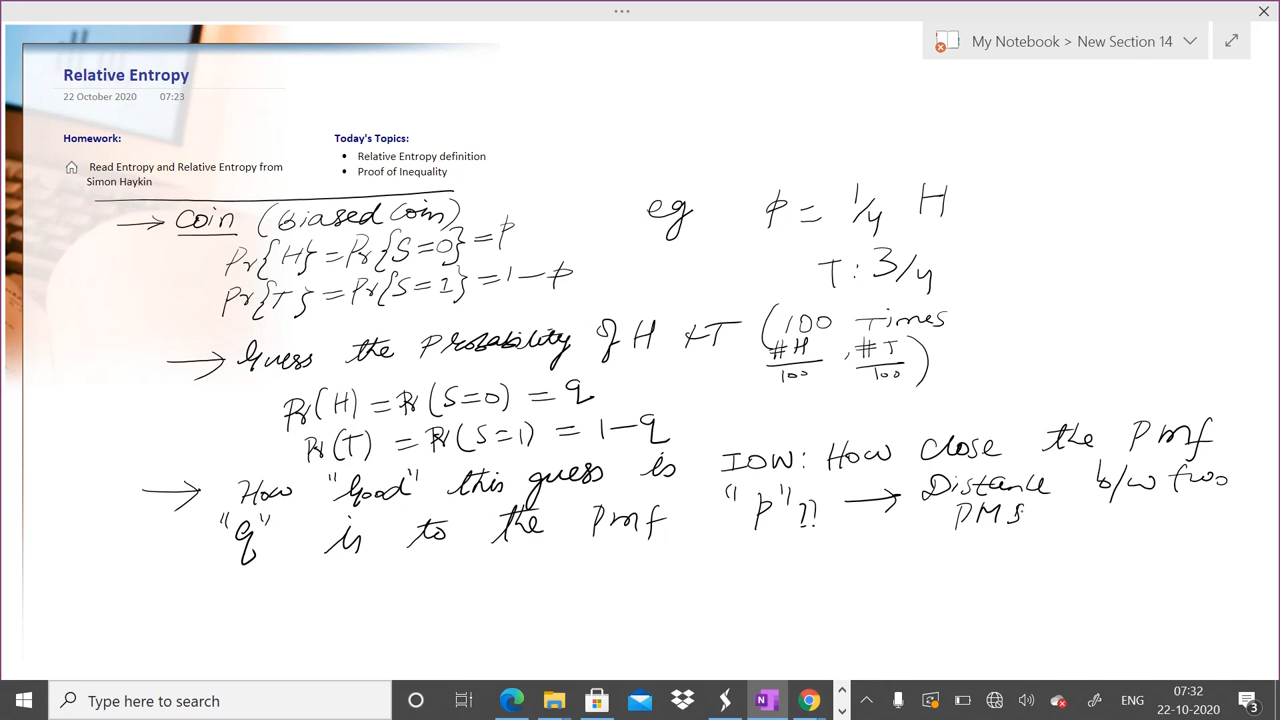 My Notebook > New Section 14
Relative Entropy
22 October 2020 07:23
Homework:
Read Entropy and Relative Entropy from
Simon Haykin
Today's Topics:
• Relative Entropy definition
• Proof of Inequality
→ Coin (Biased Coin)
Pr{H} = Pr{S=0} = p
Pr{T} = Pr{S=1} = 1-p
eg p = 1/4 H
T : 3/4
→ Guess the Probability of H & T (100 Times
#H/100 , #T/100)
Pr(H) = Pr(S=0) = q
Pr(T) = Pr(S=1) = 1-q
→ How "Good" this guess is IOW: How close the Pmf
"q" is to the Pmf "p"?? → Distance b/w two
PMFs
Type here to search
ENG
07:32
22-10-2020
3